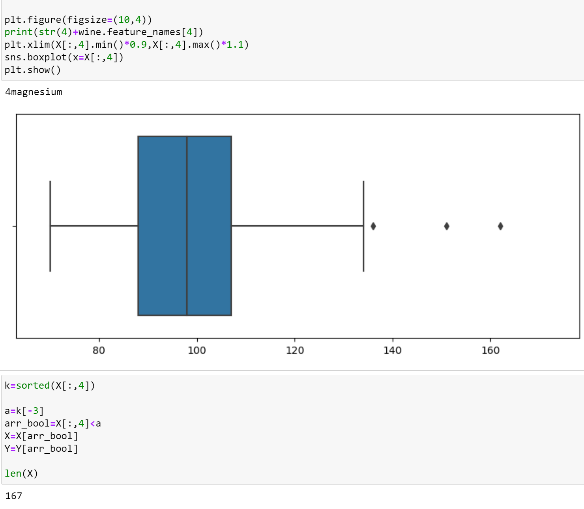 plt.figure(figsize=(10,4))
print(str(4)+wine.feature_names[4])
plt.xlim(X[:,4].min()*0.9,X[:,4].max()*1.1)
sns.boxplot(x=X[:,4])
plt.show()
4magnesium
80 100 120 140 160
k=sorted(X[:,4])
a=k[-3]
arr_bool=X[:,4]<a
X=X[arr_bool]
Y=Y[arr_bool]
len(X)
167